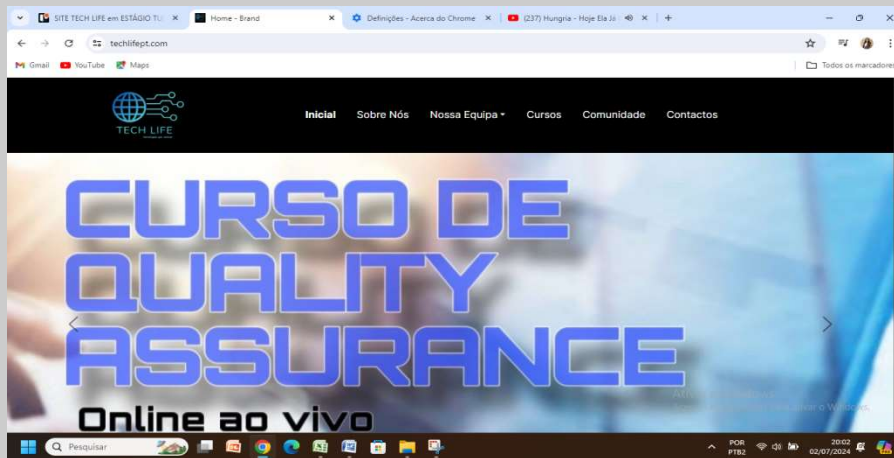 SITE TECH LIFE em ESTÁGIO TU
Home - Brand
Definições - Acerca do Chrome
(237) Hungria - Hoje Ela Já
techlifept.com
Gmail
YouTube
Maps
Todos os marcadores
TECH LIFE
Inicial
Sobre Nós
Nossa Equipa
Cursos
Comunidade
Contactos
CURSO DE
QUALITY
ASSURANCE
Online ao vivo
Pesquisar
POR
PTB2
20:02
02/07/2024